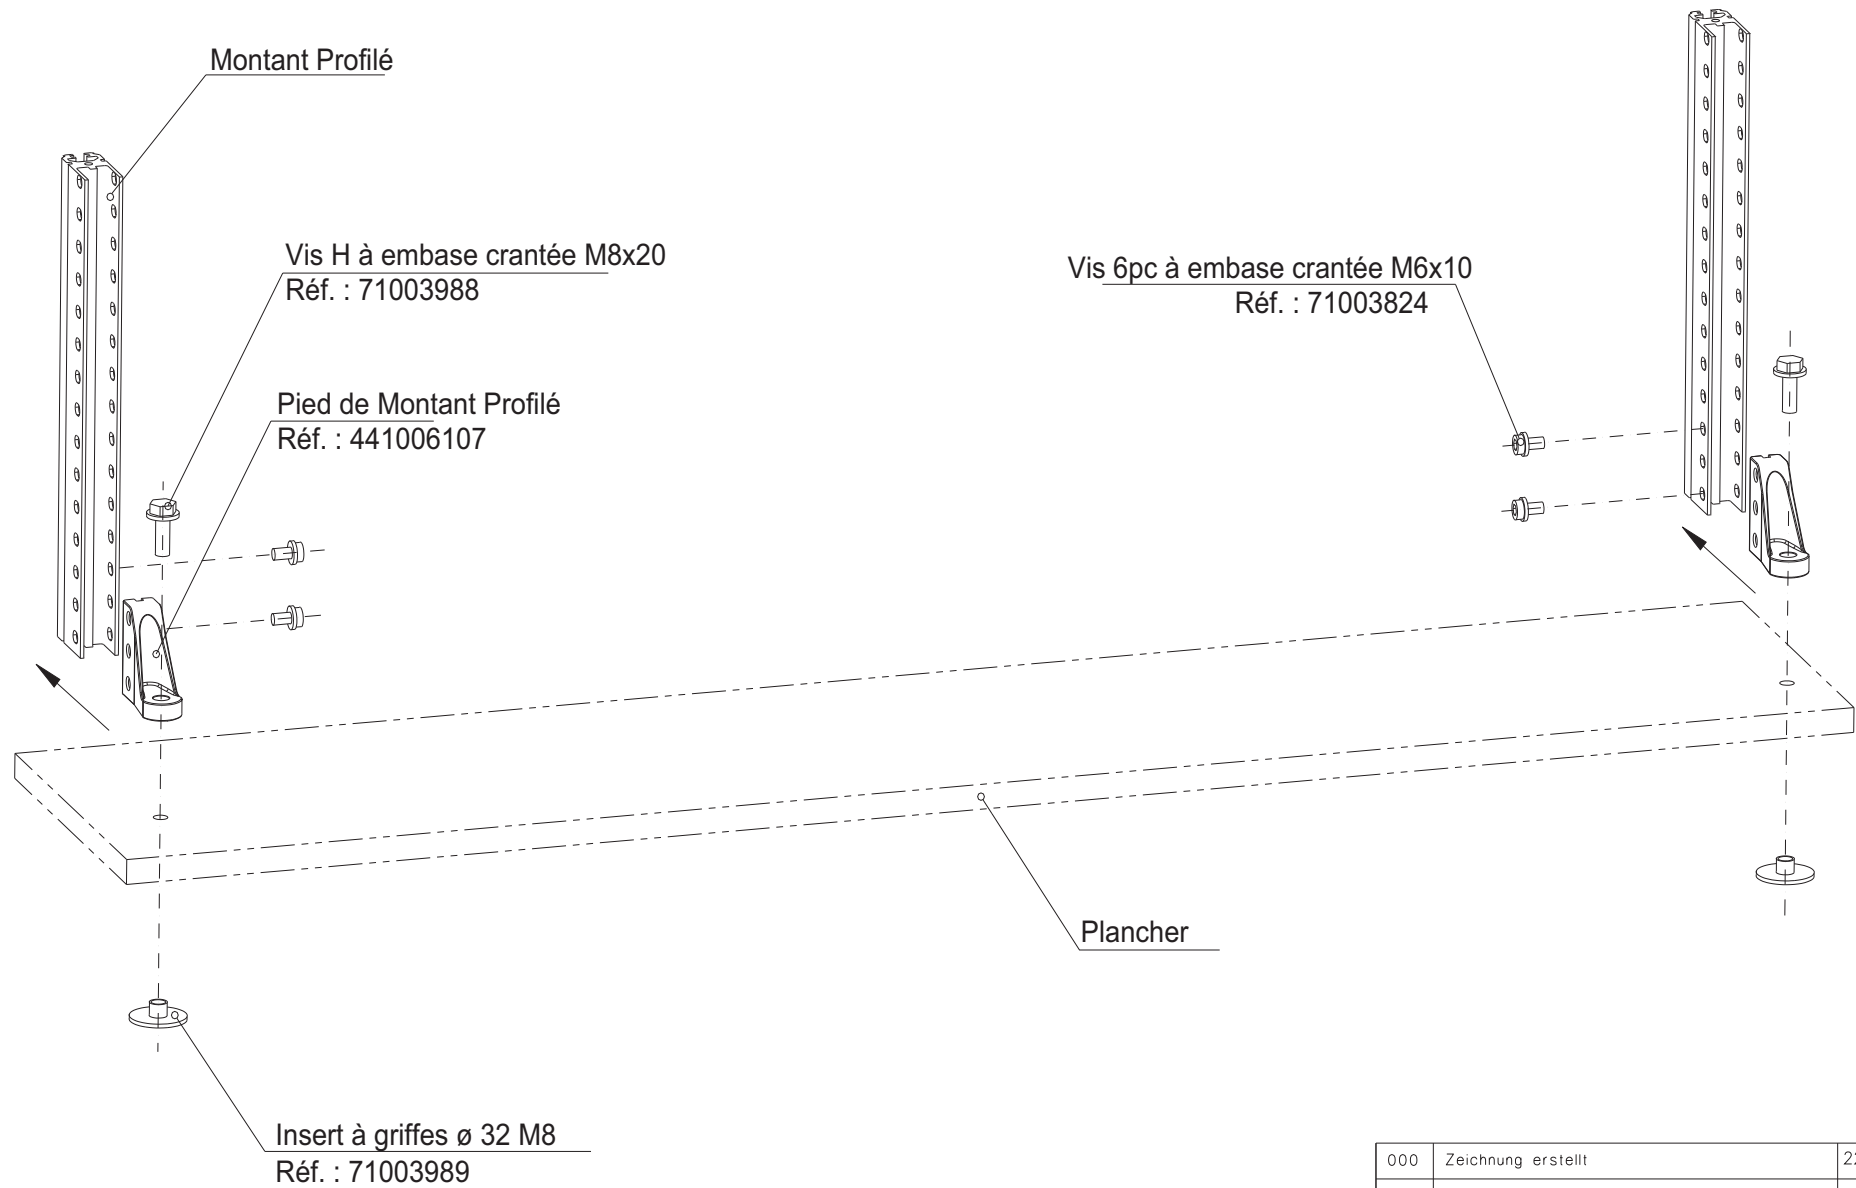 Montant Profilé
Vis H à embase crantée M8x20
Réf. : 71003988
Vis 6pc à embase crantée M6x10
Réf. : 71003824
Pied de Montant Profilé
Réf. : 441006107
Plancher
Insert à griffes ø 32 M8
Réf. : 71003989
000 Zeichnung erstellt